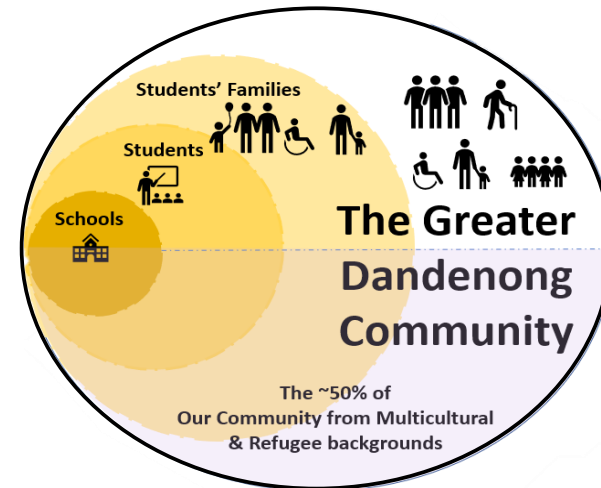 Students’ Families
Students
Schools
The Greater
Dandenong
Community
The ~50% of
Our Community from Multicultural
& Refugee backgrounds